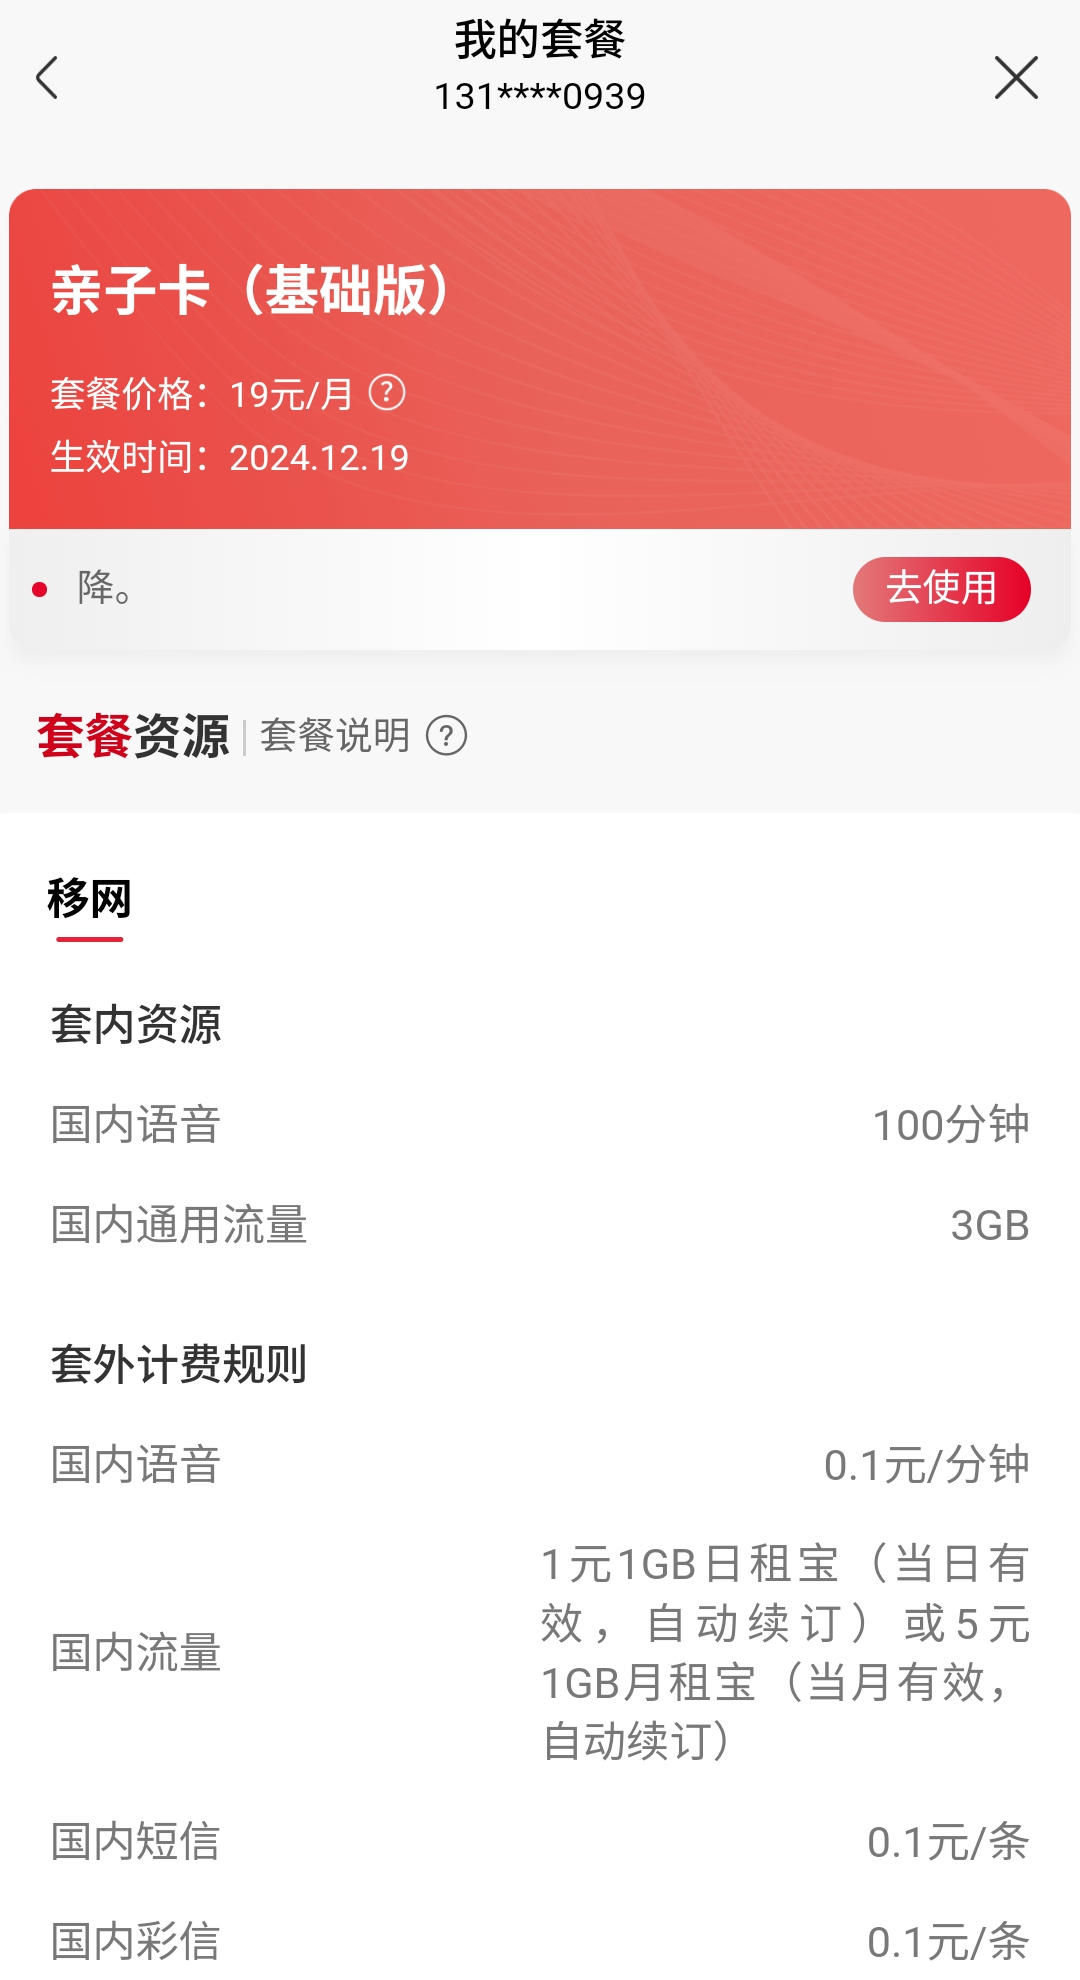 我的套餐
131****0939
亲子卡（基础版）
套餐价格：19元/月 ?
生效时间：2024.12.19
降。
去使用
套餐资源 套餐说明 ?
移网
套内资源
国内语音 100分钟
国内通用流量 3GB
套外计费规则
国内语音 0.1元/分钟
国内流量
1元1GB日租宝（当日有
效，自动续订）或5元
1GB月租宝（当月有效，
自动续订）
国内短信 0.1元/条
国内彩信 0.1元/条